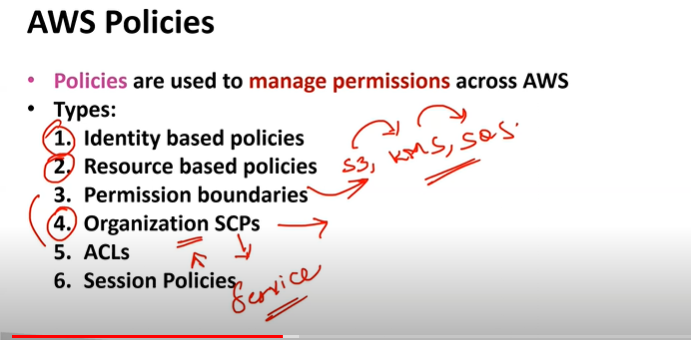 AWS Policies
• Policies are used to manage permissions across AWS
• Types:
1. Identity based policies
2. Resource based policies
S3, KMS, SQS.
3. Permission boundaries
4. Organization SCPs
5. ACLs
6. Session Policies
Service